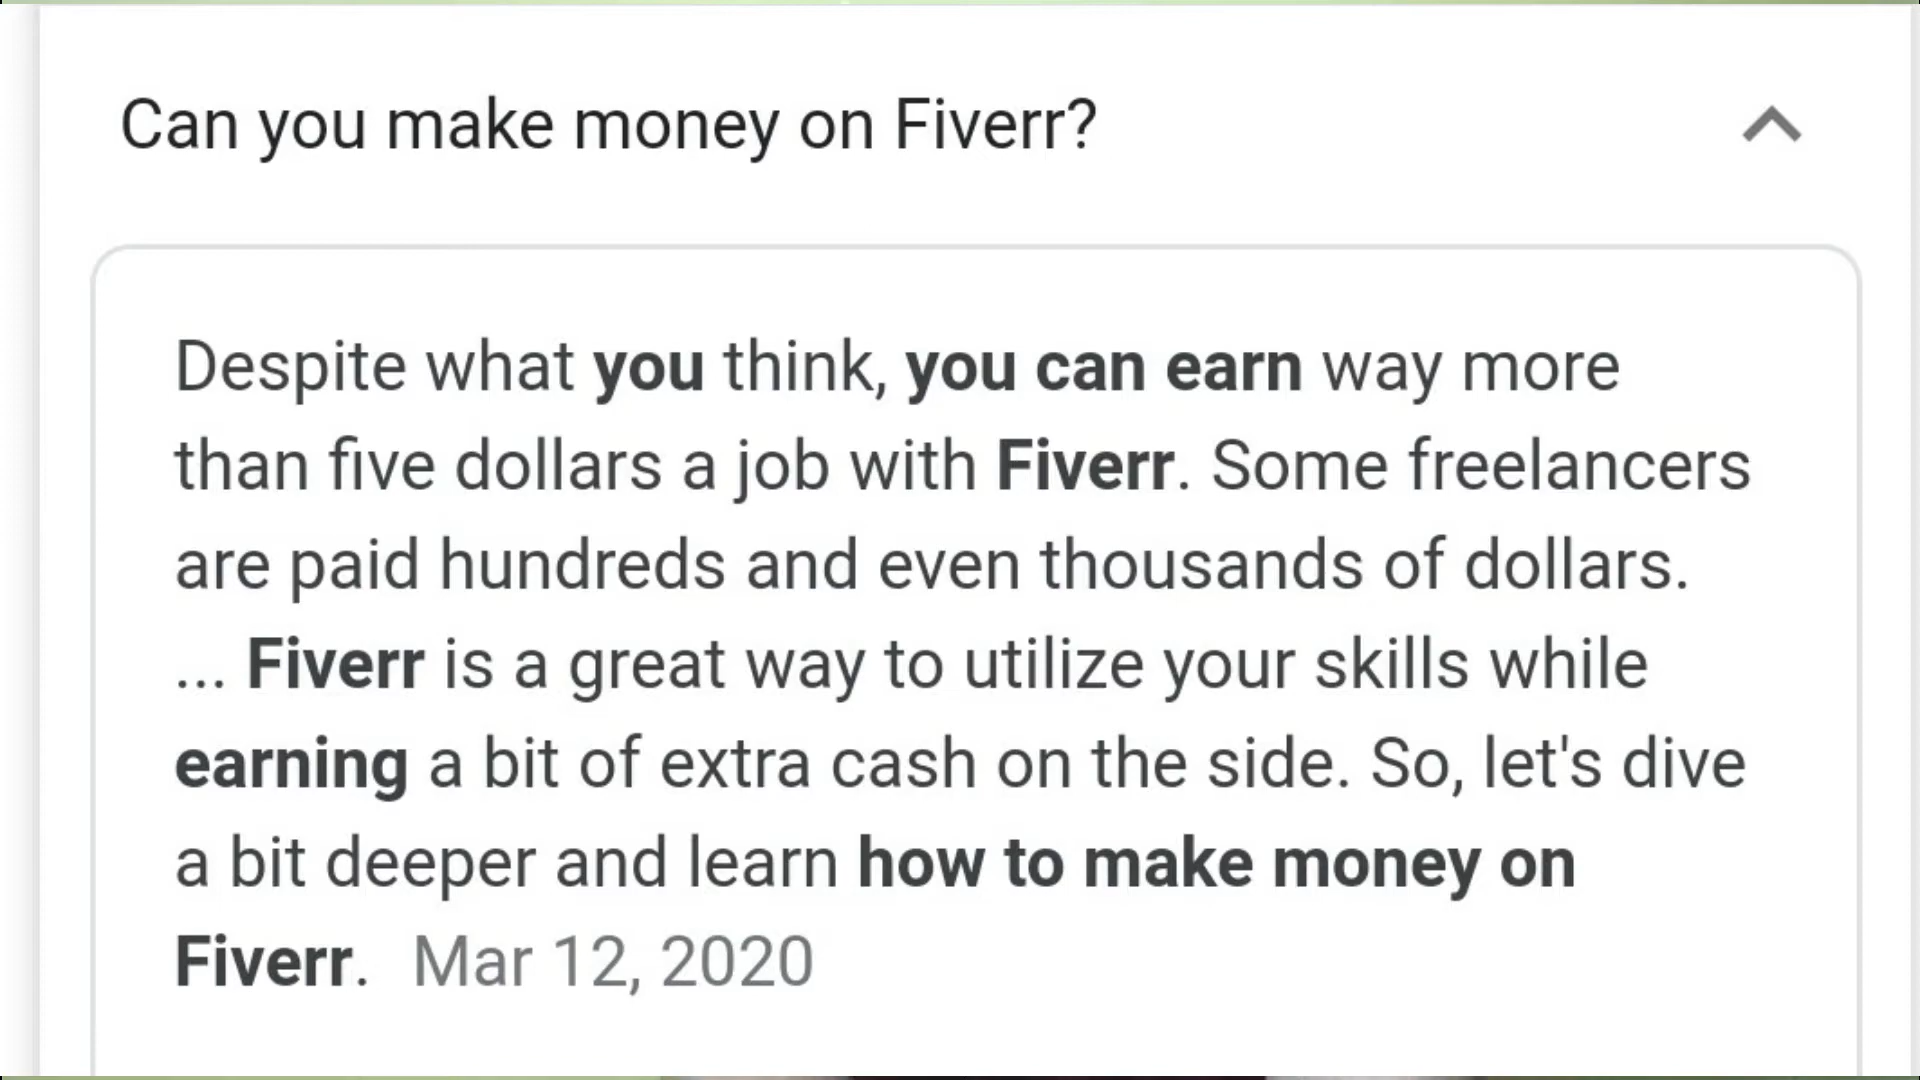 Can you make money on Fiverr?
Despite what you think, you can earn way more
than five dollars a job with Fiverr. Some freelancers
are paid hundreds and even thousands of dollars.
... Fiverr is a great way to utilize your skills while
earning a bit of extra cash on the side. So, let's dive
a bit deeper and learn how to make money on
Fiverr. Mar 12, 2020